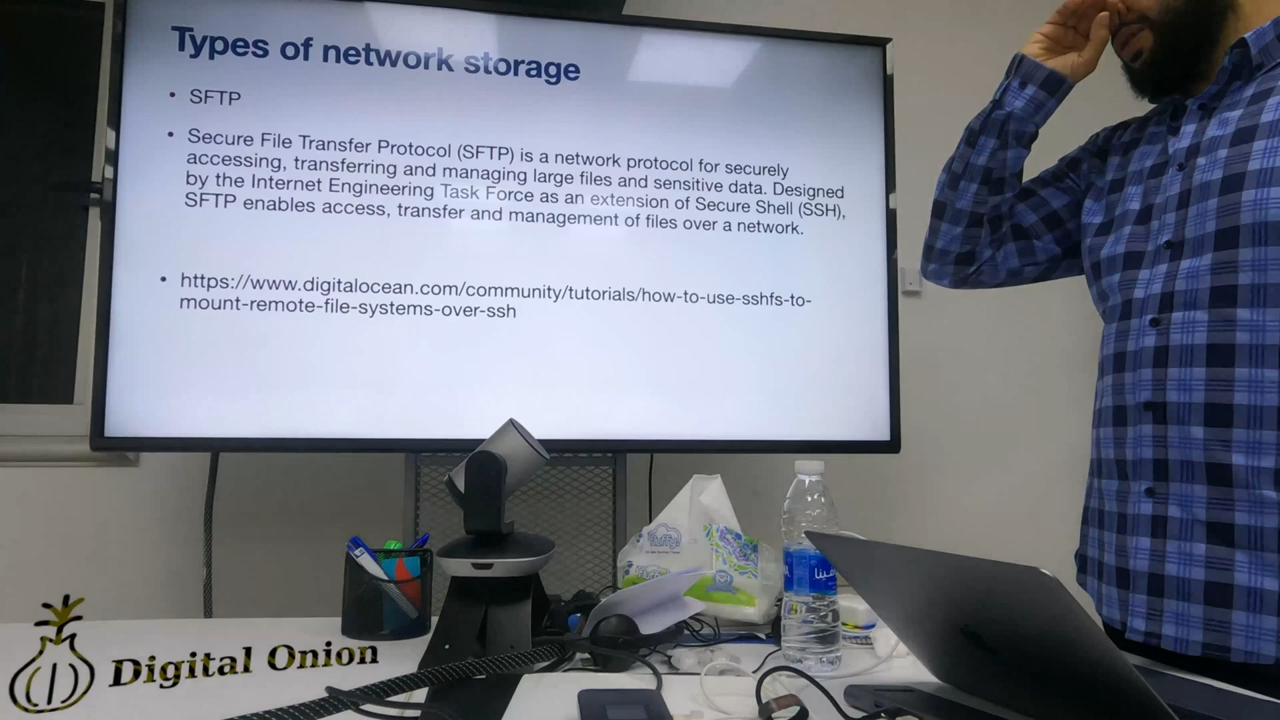 Types of network storage
• SFTP
• Secure File Transfer Protocol (SFTP) is a network protocol for securely
accessing, transferring and managing large files and sensitive data. Designed
by the Internet Engineering Task Force as an extension of Secure Shell (SSH),
SFTP enables access, transfer and management of files over a network.
• https://www.digitalocean.com/community/tutorials/how-to-use-sshfs-to-
mount-remote-file-systems-over-ssh
Digital Onion